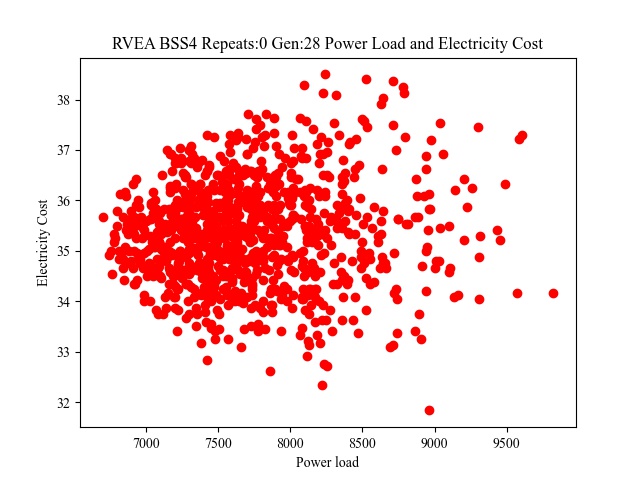 RVEA BSS4 Repeats:0 Gen:28 Power Load and Electricity Cost
38
37
36
35
34
33
32
Electricity Cost
7000 7500 8000 8500 9000 9500
Power load